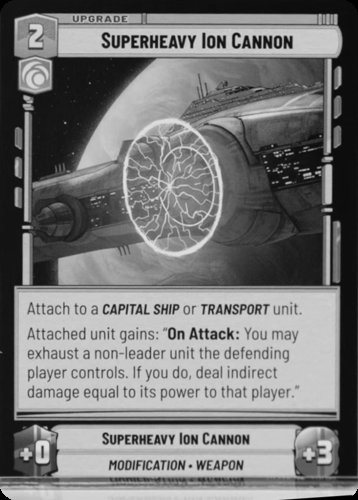 UPGRADE
2
SUPERHEAVY ION CANNON
Attach to a CAPITAL SHIP or TRANSPORT unit.
Attached unit gains: “On Attack: You may
exhaust a non-leader unit the defending
player controls. If you do, deal indirect
damage equal to its power to that player.”
+0
SUPERHEAVY ION CANNON
+3
MODIFICATION • WEAPON